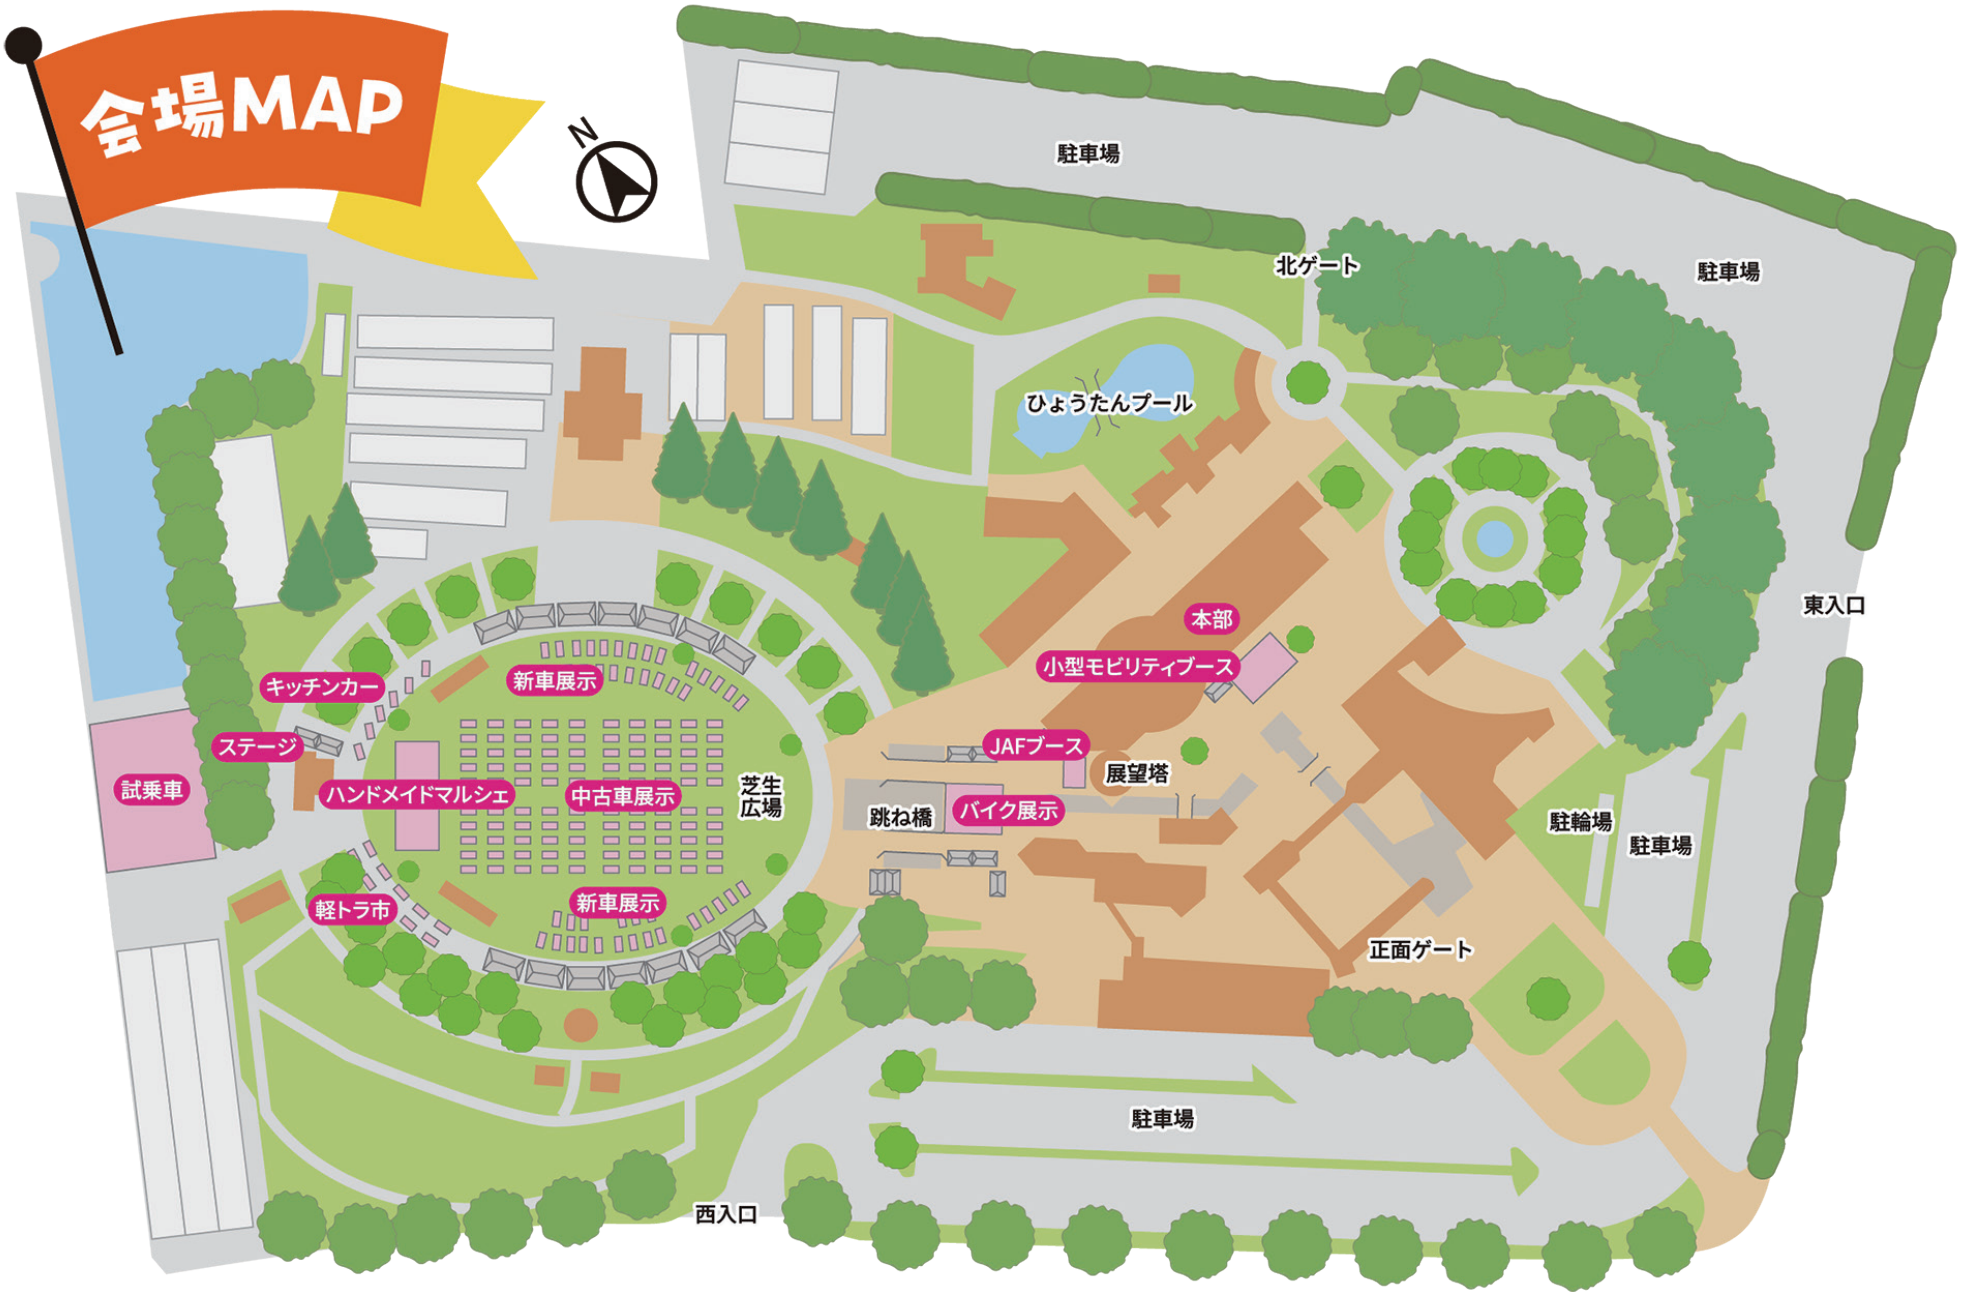 会場MAP
N
駐車場
北ゲート
駐車場
ひょうたんプール
東入口
本部
小型モビリティブース
新車展示
キッチンカー
ステージ
JAFブース
展望塔
試乗車
ハンドメイドマルシェ
中古車展示
芝生
広場
跳ね橋
バイク展示
駐輪場
駐車場
新車展示
軽トラ市
正面ゲート
駐車場
西入口